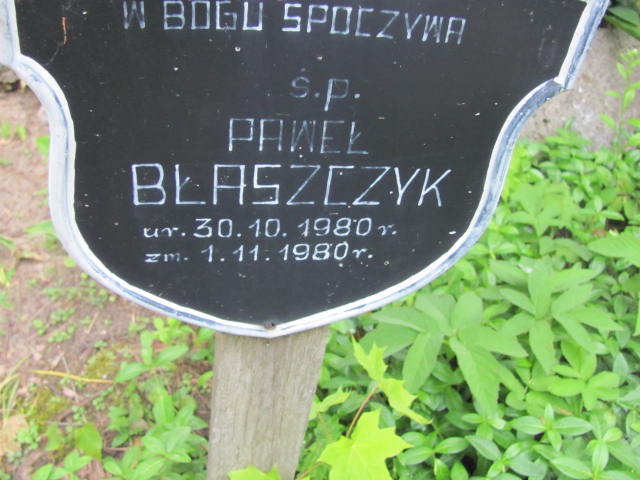 W BOGU SPOCZYWA
ś.p.
PAWEŁ
BŁASZCZYK
ur. 30.10.1980 r.
zm. 1.11.1980 r.